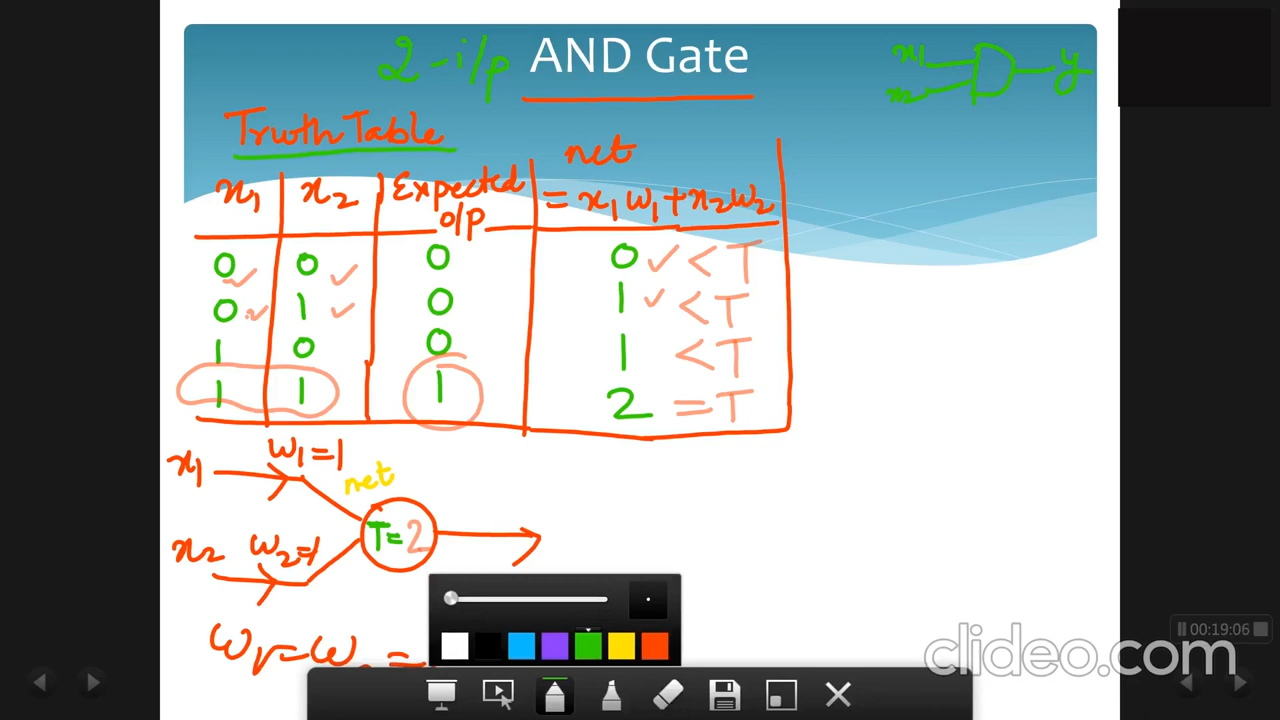 2-i/p AND Gate
x1
x2
y
Truth Table
x1 x2 Expected o/p net = x1w1+x2w2
0 0 0 0 < T
0 1 0 1 < T
1 0 0 1 < T
1 1 1 2 = T
x1 w1=1
net
T=2
x2 w2=1
w1=w2=
00:19:06
clideo.com